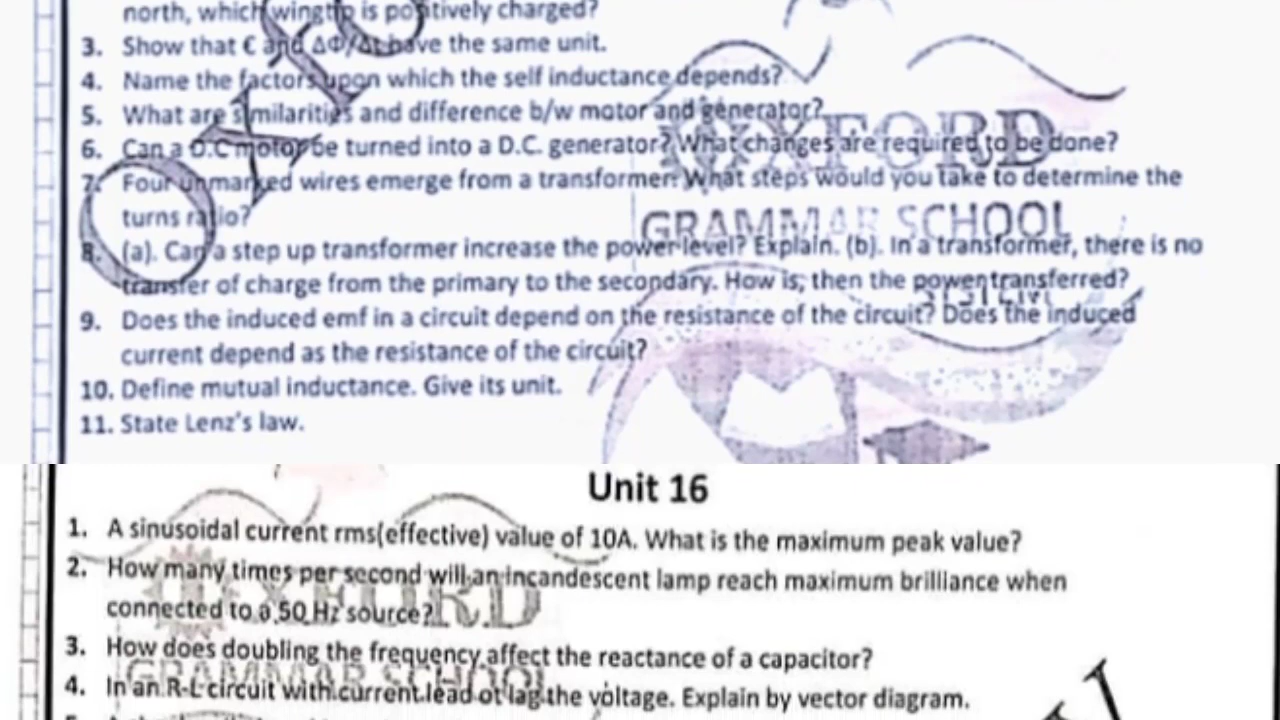 north, which wingtip is positively charged?
3. Show that € and ΔΦ/Δt have the same unit.
4. Name the factors upon which the self inductance depends?
5. What are similarities and difference b/w motor and generator?
6. Can a D.C motor be turned into a D.C. generator? What changes are required to be done?
7. Four unmarked wires emerge from a transformer. What steps would you take to determine the
turns ratio?
8. (a). Can a step up transformer increase the power level? Explain. (b). In a transformer, there is no
transfer of charge from the primary to the secondary. How is, then the power transferred?
9. Does the induced emf in a circuit depend on the resistance of the circuit? Does the induced
current depend as the resistance of the circuit?
10. Define mutual inductance. Give its unit.
11. State Lenz's law.
OXFORD
GRAMMAR SCHOOL
SYSTEM
OXFO
Unit 16
1. A sinusoidal current rms(effective) value of 10A. What is the maximum peak value?
2. How many times per second will an incandescent lamp reach maximum brilliance when
connected to a 50 Hz source?
3. How does doubling the frequency affect the reactance of a capacitor?
4. In an R-L circuit with current lead ot lag the voltage. Explain by vector diagram.
OXFORD
GRAMMAR SCHOOL